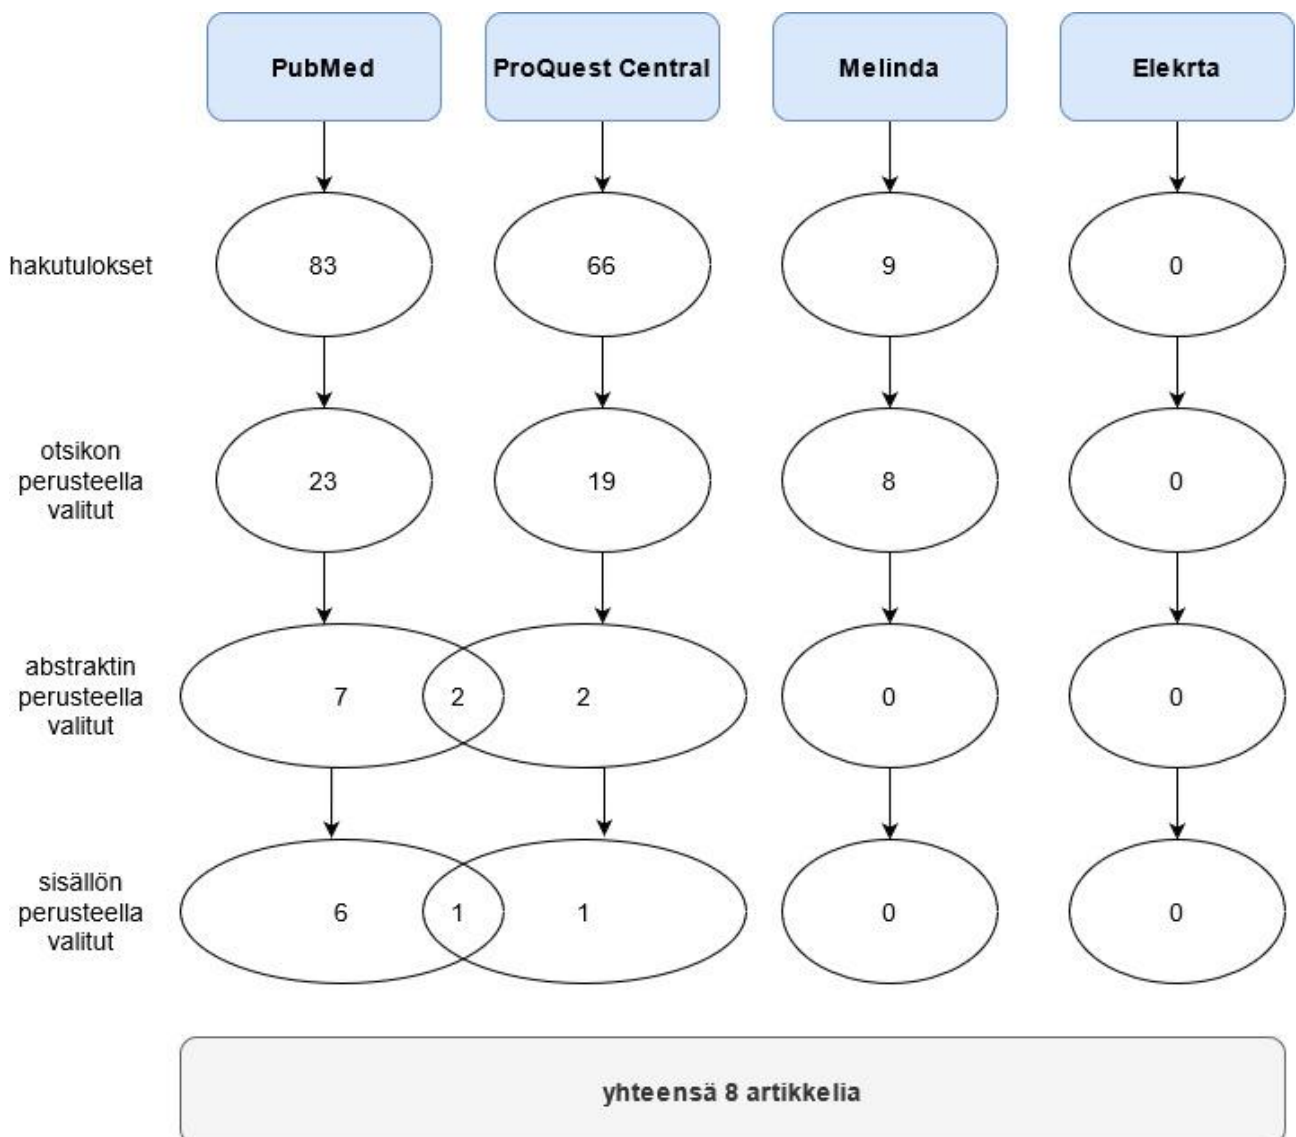 PubMed
ProQuest Central
Melinda
Elekrta
hakutulokset
83
66
9
0
otsikon
perusteella
valitut
23
19
8
0
abstraktin
perusteella
valitut
7
2
2
0
0
sisällön
perusteella
valitut
6
1
1
0
0
yhteensä 8 artikkelia